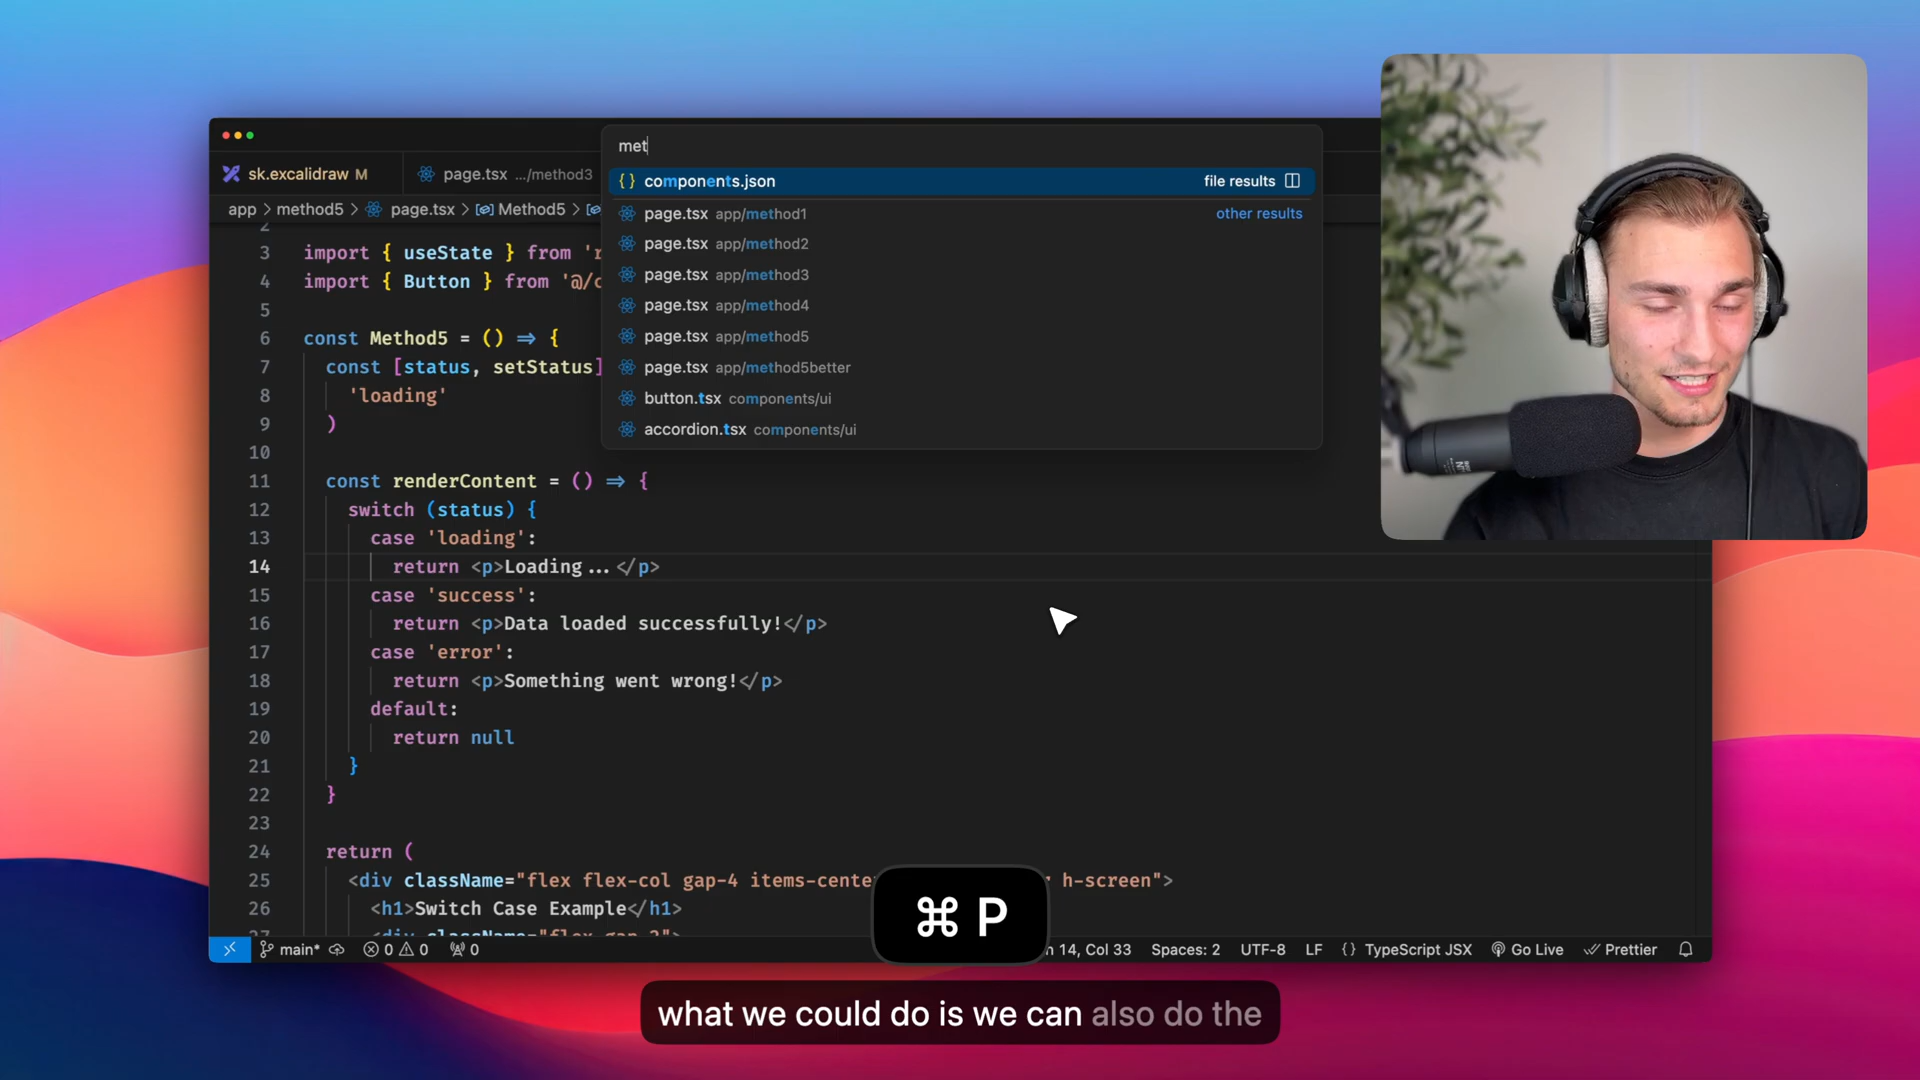 met
sk.excalidraw M
page.tsx .../method3
{} components.json file results
app > method5 > page.tsx > Method5 >
page.tsx app/method1 other results
page.tsx app/method2
page.tsx app/method3
page.tsx app/method4
page.tsx app/method5
page.tsx app/method5better
button.tsx components/ui
accordion.tsx components/ui
2
3 import { useState } from '
4 import { Button } from '@/c
5
6 const Method5 = () => {
7 const [status, setStatus]
8 'loading'
9 )
10
11 const renderContent = () => {
12 switch (status) {
13 case 'loading':
14 return <p>Loading...</p>
15 case 'success':
16 return <p>Data loaded successfully!</p>
17 case 'error':
18 return <p>Something went wrong!</p>
19 default:
20 return null
21 }
22 }
23
24 return (
25 <div className="flex flex-col gap-4 items-cente r h-screen">
26 <h1>Switch Case Example</h1>
27 <div className="flex gap-2">
⌘ P
main* 0 0 0 n 14, Col 33 Spaces: 2 UTF-8 LF {} TypeScript JSX Go Live Prettier
what we could do is we can also do the